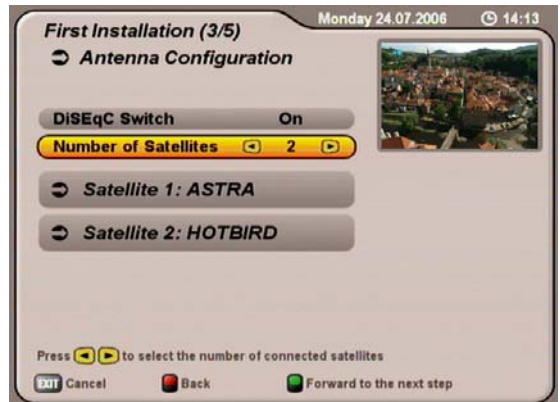 First Installation (3/5)
Monday 24.07.2006 14:13
Antenna Configuration
DiSEqC Switch On
Number of Satellites 2
Satellite 1: ASTRA
Satellite 2: HOTBIRD
Press to select the number of connected satellites
EXIT Cancel Back Forward to the next step